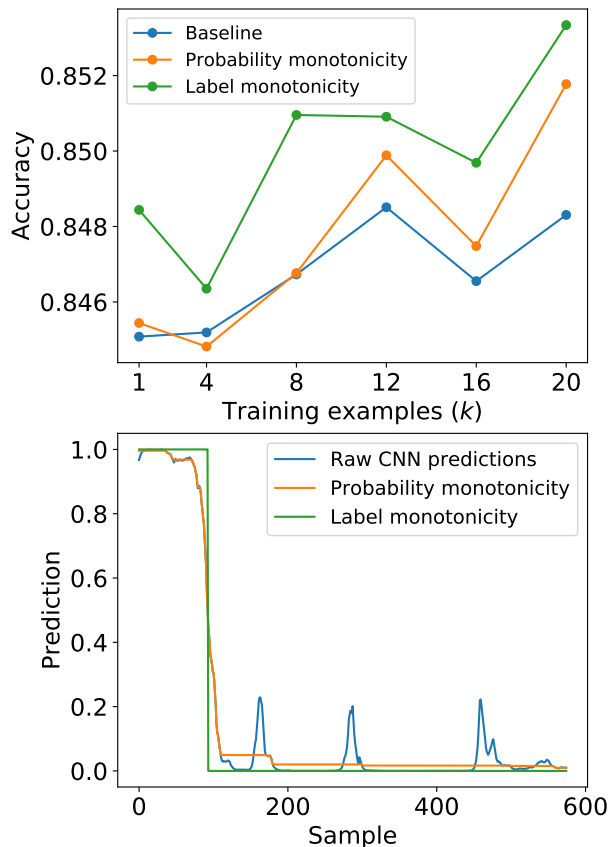 Baseline
Probability monotonicity
Label monotonicity
0.852
0.850
0.848
0.846
Accuracy
1 4 8 12 16 20
Training examples (k)
Raw CNN predictions
Probability monotonicity
Label monotonicity
1.0
0.8
0.6
0.4
0.2
0.0
Prediction
0 200 400 600
Sample